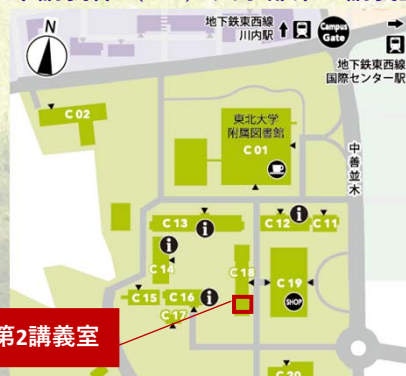 地下鉄東西線
川内駅
Campus
Gate
地下鉄東西線
国際センター駅
N
C 02
東北大学
附属図書館
C 01
中善並木
C 13
C 12
C 11
C 14
C 18
C 19
SHOP
C 15
C 16
C 17
第2講義室
C 20